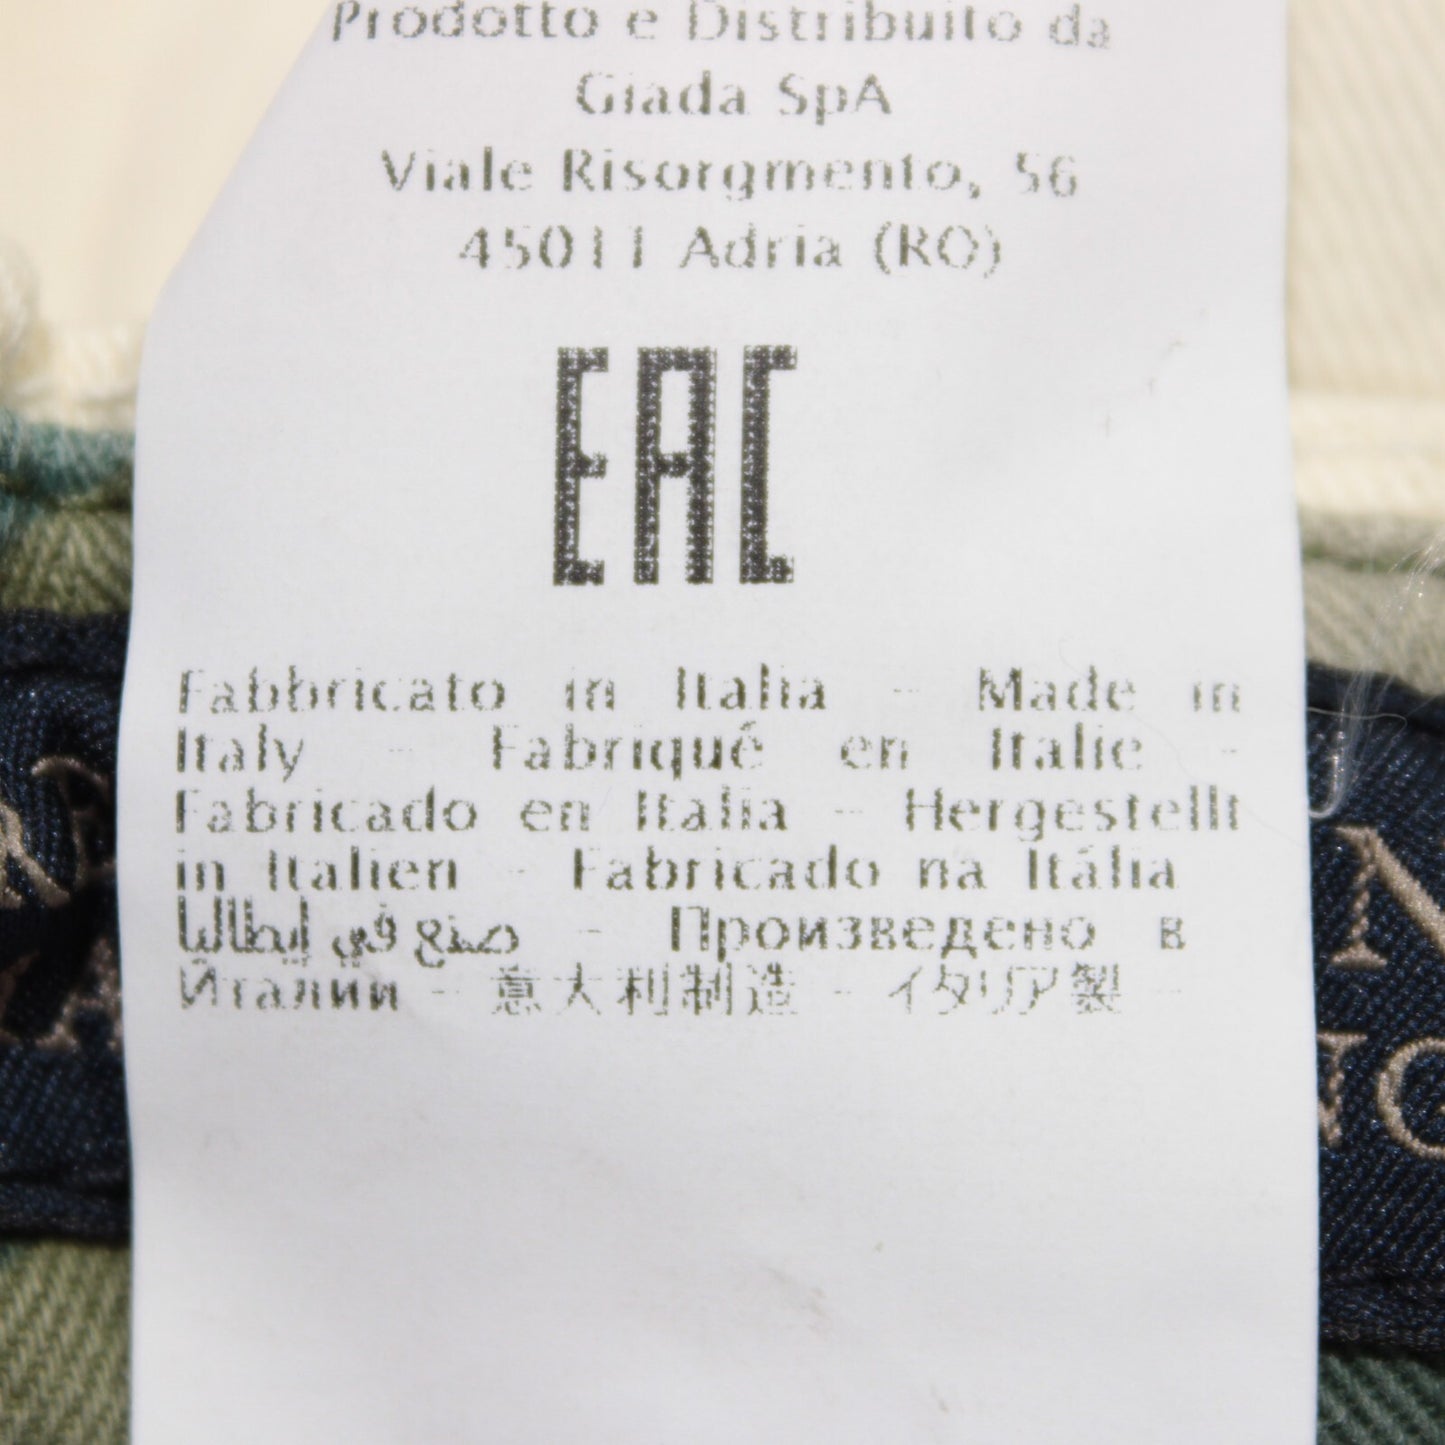 Prodotto e Distribuito da
Giada SpA
Viale Risorgmento, 56
45011 Adria (RO)
EAC
Fabbricato in Italia - Made in
Italy - Fabriqué en Italie -
Fabricado en Italia - Hergestellt
in Italien - Fabricado na Itália
صنع في إيطاليا - Произведено в
Италии - 意大利制造 - イタリア製 -